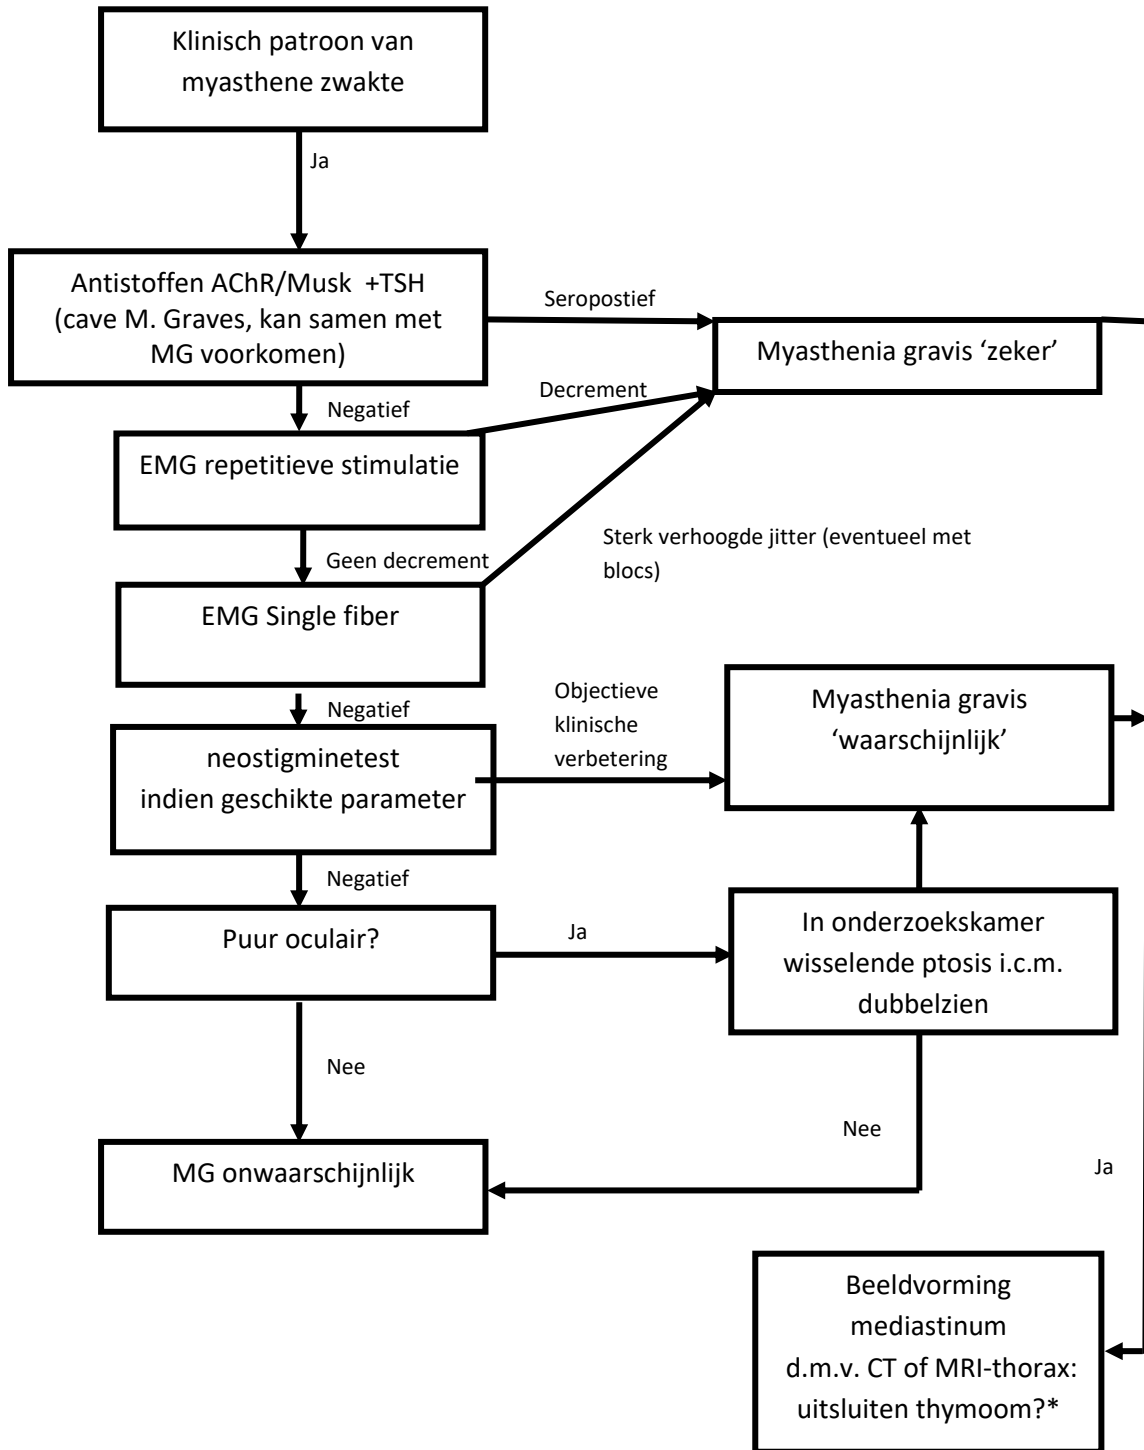 Klinisch patroon van
myasthene zwakte
Ja
Antistoffen AChR/Musk +TSH
(cave M. Graves, kan samen met
MG voorkomen)
Seropostief
Myasthenia gravis ‘zeker’
Negatief
Decrement
EMG repetitieve stimulatie
Geen decrement
Sterk verhoogde jitter (eventueel met
blocs)
EMG Single fiber
Negatief
Objectieve
klinische
verbetering
Myasthenia gravis
‘waarschijnlijk’
neostigminetest
indien geschikte parameter
Negatief
Puur oculair?
Ja
In onderzoekskamer
wisselende ptosis i.c.m.
dubbelzien
Nee
Nee
MG onwaarschijnlijk
Ja
Beeldvorming
mediastinum
d.m.v. CT of MRI-thorax:
uitsluiten thymoom?*